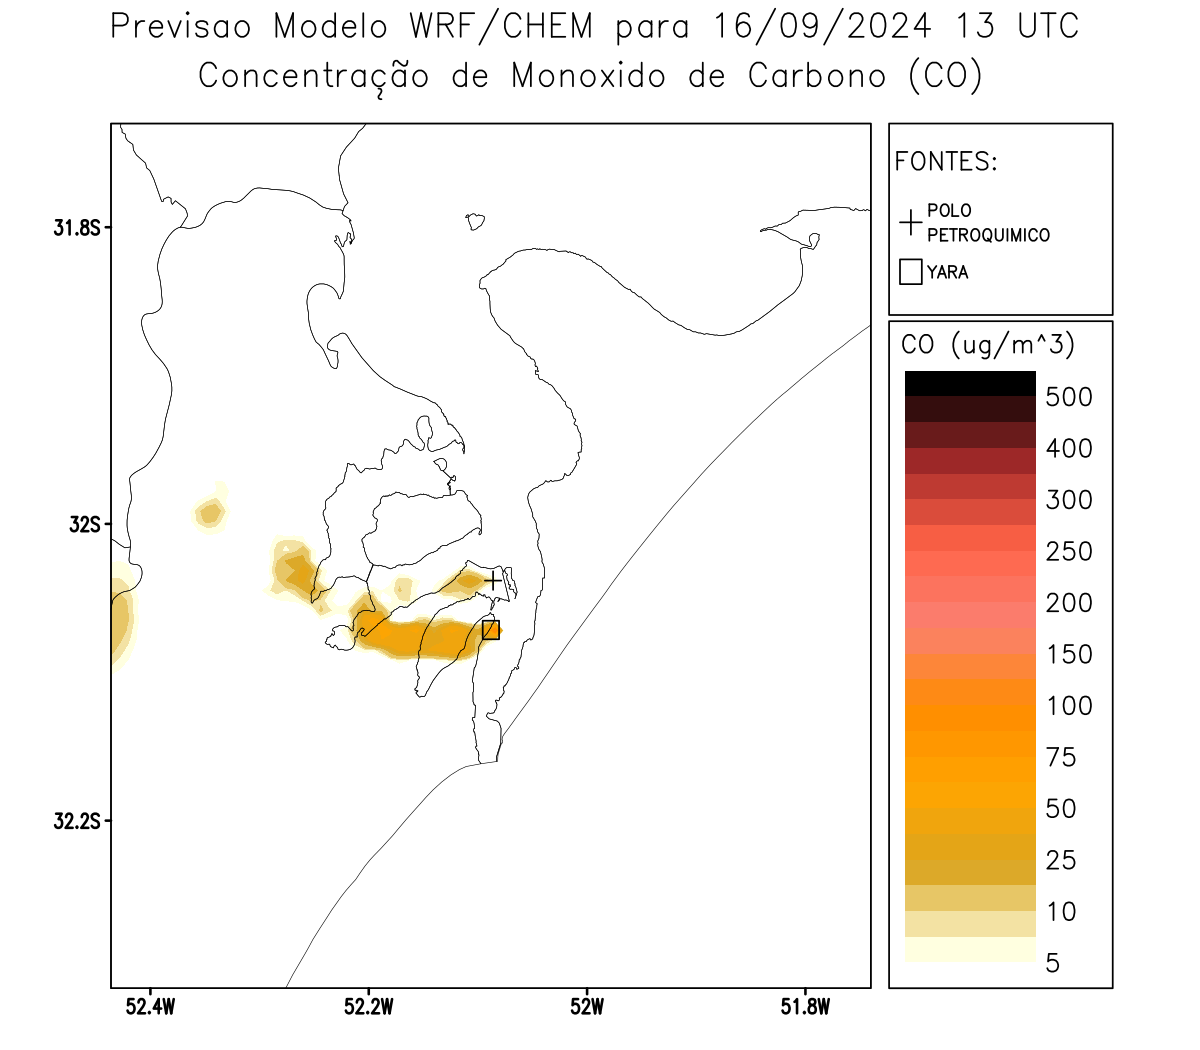 Previsao Modelo WRF/CHEM para 16/09/2024 13 UTC
Concentração de Monoxido de Carbono (CO)
FONTES:
POLO
PETROQUIMICO
YARA
CO (ug/m^3)
500
400
300
250
200
150
100
75
50
25
10
5
31.8S
32S
32.2S
52.4W
52.2W
52W
51.8W